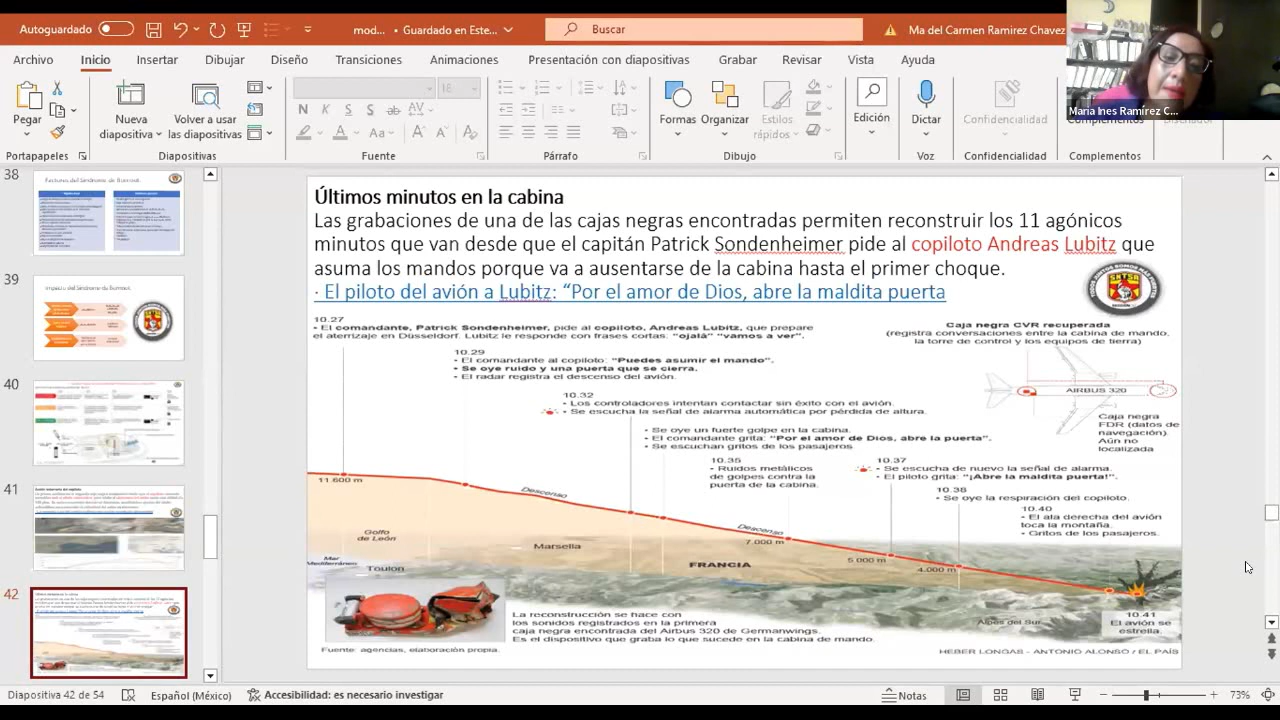 Autoguardado
mod... • Guardado en Este...
Buscar
Ma del Carmen Ramirez Chavez
Archivo Inicio Insertar Dibujar Diseño Transiciones Animaciones Presentación con diapositivas Grabar Revisar Vista Ayuda
Maria Ines Ramírez C...
Pegar
Nueva diapositiva
Volver a usar las diapositivas
18
N K S S ab AV
Formas Organizar Estilos rápidos
Edición
Dictar
Confidencialidad
Complementos
Portapapeles Diapositivas Fuente Párrafo Dibujo Voz Confidencialidad Complementos
38
39
40
41
42
Últimos minutos en la cabina
Las grabaciones de una de las cajas negras encontradas permiten reconstruir los 11 agónicos
minutos que van desde que el capitán Patrick Sondenheimer pide al copiloto Andreas Lubitz que
asuma los mandos porque va a ausentarse de la cabina hasta el primer choque.
· El piloto del avión a Lubitz: “Por el amor de Dios, abre la maldita puerta
10.27
• El comandante, Patrick Sondenheimer, pide al copiloto, Andreas Lubitz, que prepare
el aterrizaje en Düsseldorf. Lubitz le responde con frases cortas: “ojalá” “vamos a ver”.
Caja negra CVR recuperada
(registra conversaciones entre la cabina de mando,
la torre de control y los equipos de tierra)
10.29
• El comandante al copiloto: “Puedes asumir el mando”.
• Se oye ruido y una puerta que se cierra.
• El radar registra el descenso del avión.
AIRBUS 320
10.32
• Los controladores intentan contactar sin éxito con el avión.
• Se escucha la señal de alarma automática por pérdida de altura.
Caja negra
FDR (datos de
navegación).
Aún no
localizada
• Se oye un fuerte golpe en la cabina.
• El comandante grita: “Por el amor de Dios, abre la puerta”.
• Se escuchan gritos de los pasajeros
10.35
• Ruidos metálicos
de golpes contra la
puerta de la cabina.
10.37
• Se escucha de nuevo la señal de alarma.
• El piloto grita: “¡Abre la maldita puerta!”.
10.38
• Se oye la respiración del copiloto.
10.40
• El ala derecha del avión
toca la montaña.
• Gritos de los pasajeros.
11.600 m
Descenso
Descenso
7.000 m
5.000 m
4.000 m
Golfo
de León
Mar
Mediterráneo
Toulon
Marsella
FRANCIA
Alpes del Sur
10.41
El avión se
estrella.
La reconstrucción se hace con
los sonidos registrados en la primera
caja negra encontrada del Airbus 320 de Germanwings.
Es el dispositivo que graba lo que sucede en la cabina de mando.
Fuente: agencias, elaboración propia.
HEBER LONGAS - ANTONIO ALONSO / EL PAÍS
Diapositiva 42 de 54 Español (México) Accesibilidad: es necesario investigar Notas 73%